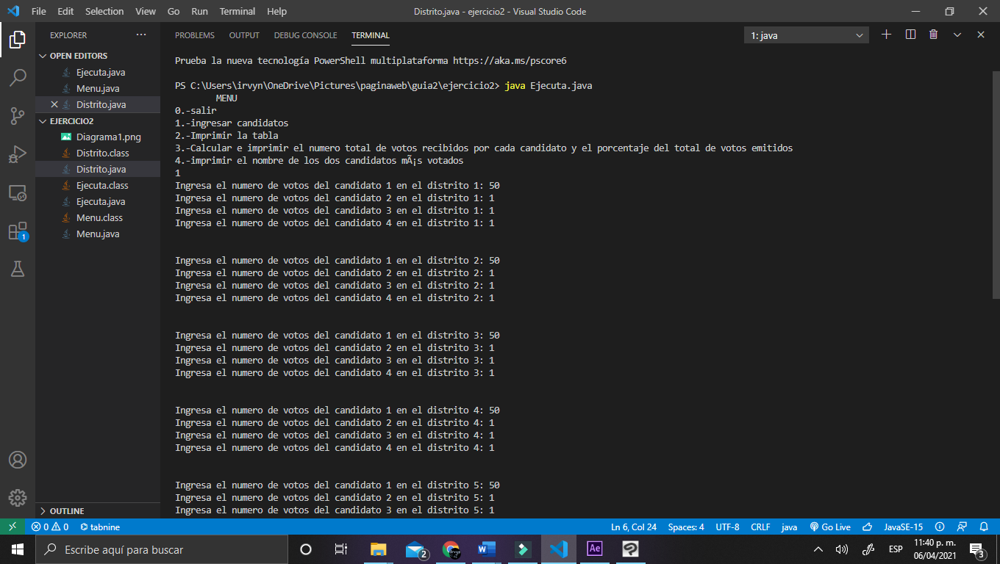 File Edit Selection View Go Run Terminal Help
Distrito.java - ejercicio2 - Visual Studio Code
EXPLORER
OPEN EDITORS
Ejecuta.java
Menu.java
Distrito.java
EJERCICIO2
Diagrama1.png
Distrito.class
Distrito.java
Ejecuta.class
Ejecuta.java
Menu.class
Menu.java
OUTLINE
1
PROBLEMS OUTPUT DEBUG CONSOLE TERMINAL
1: java
Prueba la nueva tecnología PowerShell multiplataforma https://aka.ms/pscore6
PS C:\Users\irvyn\OneDrive\Pictures\paginaweb\guia2\ejercicio2> java Ejecuta.java
MENU
0.-salir
1.-ingresar candidatos
2.-Imprimir la tabla
3.-Calcular e imprimir el numero total de votos recibidos por cada candidato y el porcentaje del total de votos emitidos
4.-imprimir el nombre de los dos candidatos mÃ¡s votados
1
Ingresa el numero de votos del candidato 1 en el distrito 1: 50
Ingresa el numero de votos del candidato 2 en el distrito 1: 1
Ingresa el numero de votos del candidato 3 en el distrito 1: 1
Ingresa el numero de votos del candidato 4 en el distrito 1: 1
Ingresa el numero de votos del candidato 1 en el distrito 2: 50
Ingresa el numero de votos del candidato 2 en el distrito 2: 1
Ingresa el numero de votos del candidato 3 en el distrito 2: 1
Ingresa el numero de votos del candidato 4 en el distrito 2: 1
Ingresa el numero de votos del candidato 1 en el distrito 3: 50
Ingresa el numero de votos del candidato 2 en el distrito 3: 1
Ingresa el numero de votos del candidato 3 en el distrito 3: 1
Ingresa el numero de votos del candidato 4 en el distrito 3: 1
Ingresa el numero de votos del candidato 1 en el distrito 4: 50
Ingresa el numero de votos del candidato 2 en el distrito 4: 1
Ingresa el numero de votos del candidato 3 en el distrito 4: 1
Ingresa el numero de votos del candidato 4 en el distrito 4: 1
Ingresa el numero de votos del candidato 1 en el distrito 5: 50
Ingresa el numero de votos del candidato 2 en el distrito 5: 1
Ingresa el numero de votos del candidato 3 en el distrito 5: 1
0 0 tabnine
Ln 6, Col 24 Spaces: 4 UTF-8 CRLF java Go Live JavaSE-15
Escribe aquí para buscar
2
Ae
ESP
11:40 p. m.
06/04/2021
3